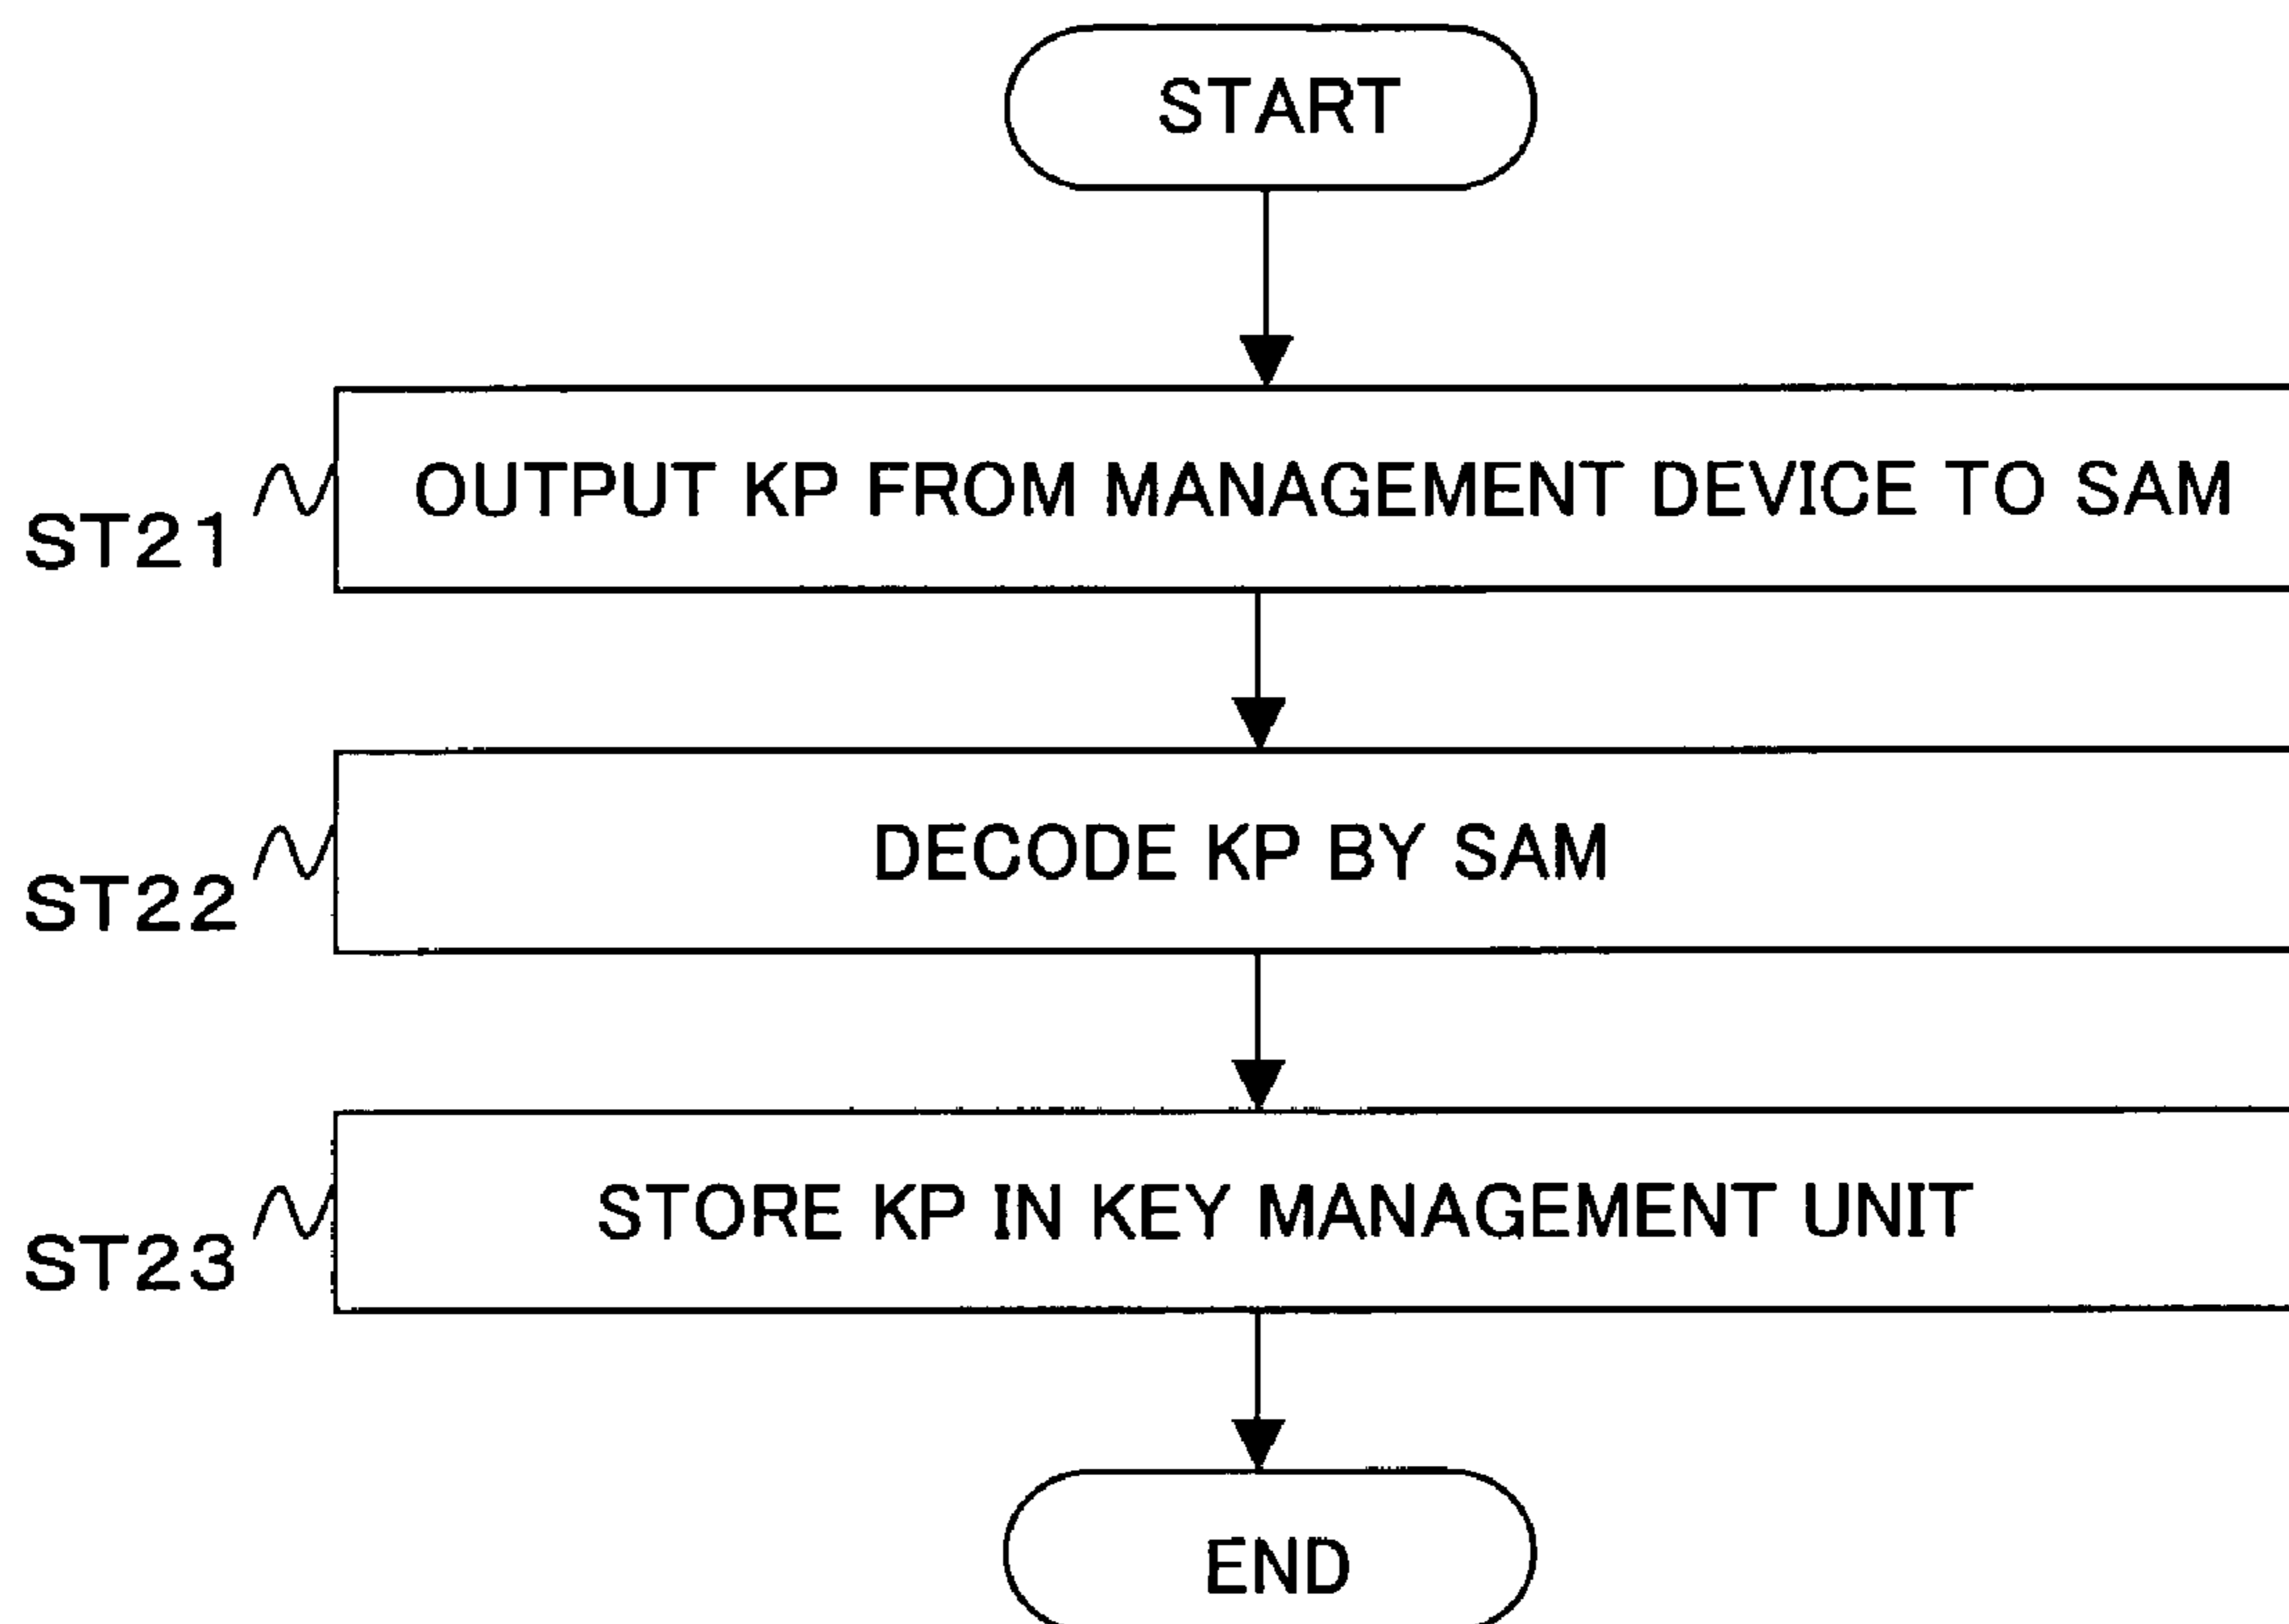 START
OUTPUT KP FROM MANAGEMENT DEVICE TO SAM
ST21
DECODE KP BY SAM
ST22
STORE KP IN KEY MANAGEMENT UNIT
ST23
END